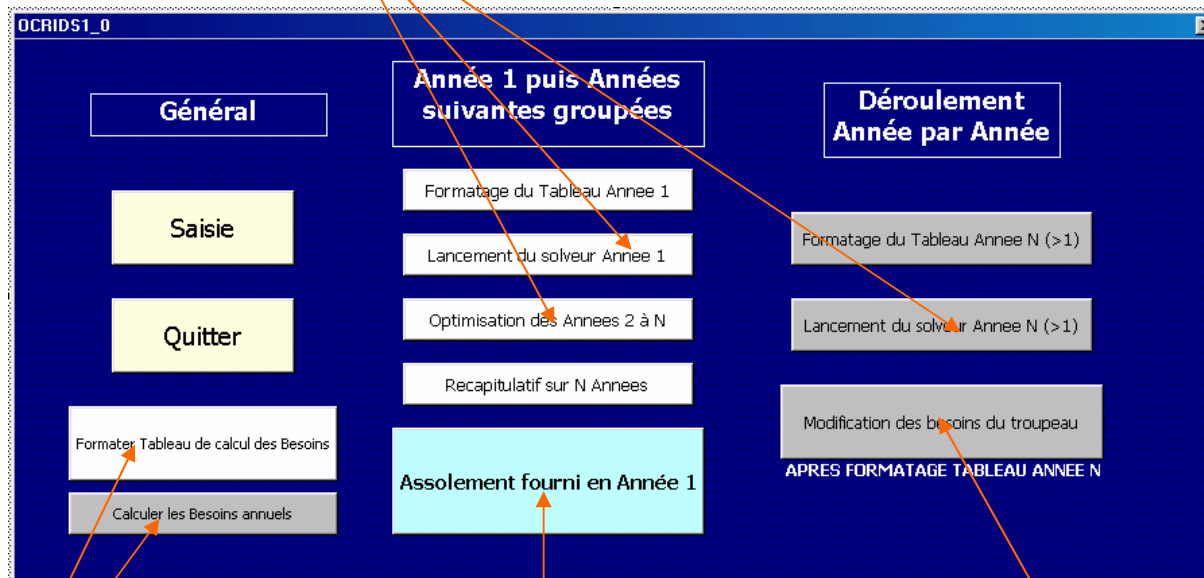 OCRIDS1_0
Général
Saisie
Quitter
Formater Tableau de calcul des Besoins
Calculer les Besoins annuels
Année 1 puis Années
suivantes groupées
Formatage du Tableau Annee 1
Lancement du solveur Annee 1
Optimisation des Annees 2 à N
Recapitulatif sur N Annees
Assolement fourni en Année 1
Déroulement
Année par Année
Formatage du Tableau Annee N (>1)
Lancement du solveur Annee N (>1)
Modification des besoins du troupeau
APRES FORMATAGE TABLEAU ANNEE N